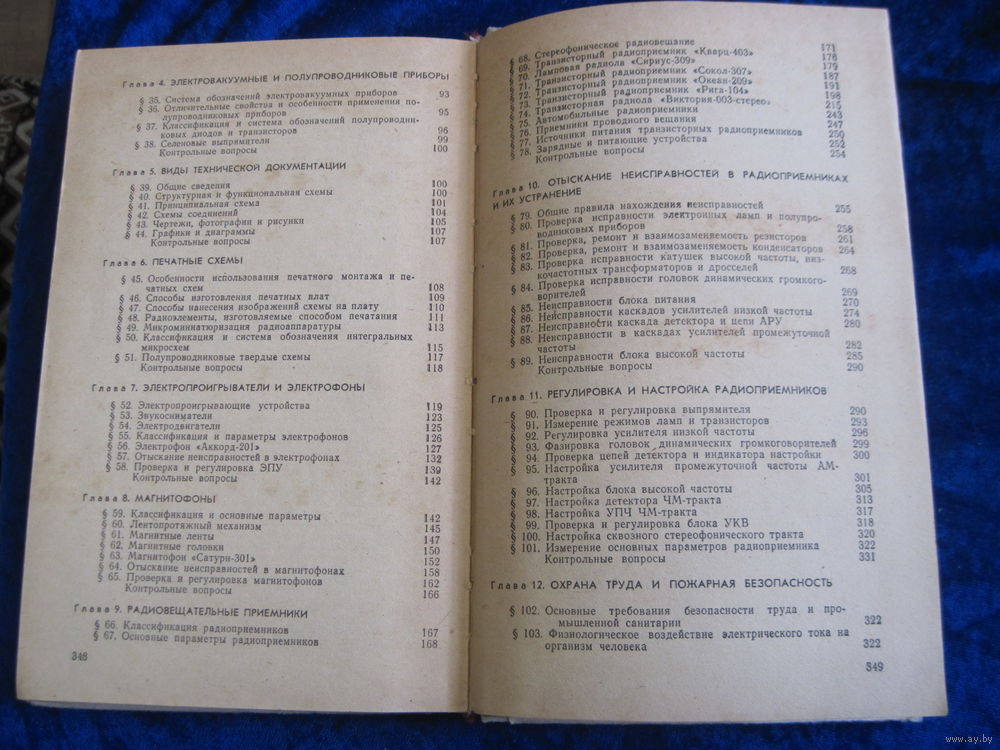 Глава 4. ЭЛЕКТРОВАКУУМНЫЕ И ПОЛУПРОВОДНИКОВЫЕ ПРИБОРЫ
§ 35. Система обозначений электровакуумных приборов 93
§ 36. Отличительные свойства и особенности применения по-
лупроводниковых приборов 95
§ 37. Классификация и система обозначений полупроводни-
ковых диодов и транзисторов 96
§ 38. Селеновые выпрямители 99
Контрольные вопросы 100
Глава 5. ВИДЫ ТЕХНИЧЕСКОЙ ДОКУМЕНТАЦИИ
§ 39. Общие сведения 100
§ 40. Структурная и функциональная схемы 100
§ 41. Принципиальная схема 101
§ 42. Схемы соединений 104
§ 43. Чертежи, фотографии и рисунки 105
§ 44. Графики и диаграммы 107
Контрольные вопросы 107
Глава 6. ПЕЧАТНЫЕ СХЕМЫ
§ 45. Особенности использования печатного монтажа и пе-
чатных схем 108
§ 46. Способы изготовления печатных плат 109
§ 47. Способы нанесения изображений схемы на плату 110
§ 48. Радиоэлементы, изготовляемые способом печатания 111
§ 49. Микроминиатюризация радиоаппаратуры 113
§ 50. Классификация и система обозначения интегральных
микросхем 115
§ 51. Полупроводниковые твердые схемы 117
Контрольные вопросы 118
Глава 7. ЭЛЕКТРОПРОИГРЫВАТЕЛИ И ЭЛЕКТРОФОНЫ
§ 52. Электропроигрывающие устройства 119
§ 53. Звукосниматели 123
§ 54. Электродвигатели 125
§ 55. Классификация и параметры электрофонов 126
§ 56. Электрофон «Аккорд-201» 127
§ 57. Отыскание неисправностей в электрофонах 132
§ 58. Проверка и регулировка ЭПУ 139
Контрольные вопросы 142
Глава 8. МАГНИТОФОНЫ
§ 59. Классификация и основные параметры 142
§ 60. Лентопротяжный механизм 145
§ 61. Магнитные ленты 147
§ 62. Магнитные головки 150
§ 63. Магнитофон «Сатурн-301» 152
§ 64. Отыскание неисправностей в магнитофонах 158
§ 65. Проверка и регулировка магнитофонов 162
Контрольные вопросы 166
Глава 9. РАДИОВЕЩАТЕЛЬНЫЕ ПРИЕМНИКИ
§ 66. Классификация радиоприемников 167
§ 67. Основные параметры радиоприемников 168
348
§ 68. Стереофоническое радиовещание 171
§ 69. Транзисторный радиоприемник «Кварц-403» 176
§ 70. Ламповая радиола «Сириус-309» 179
§ 71. Транзисторный радиоприемник «Сокол-307» 187
§ 72. Транзисторный радиоприемник «Океан-209» 191
§ 73. Транзисторный радиоприемник «Рига-104» 198
§ 74. Транзисторная радиола «Виктория-003-стерео» 215
§ 75. Автомобильные радиоприемники 243
§ 76. Приемники проводного вещания 247
§ 77. Источники питания транзисторных радиоприемников 250
§ 78. Зарядные и питающие устройства 252
Контрольные вопросы 254
Глава 10. ОТЫСКАНИЕ НЕИСПРАВНОСТЕЙ В РАДИОПРИЕМНИКАХ
И ИХ УСТРАНЕНИЕ
§ 79. Общие правила нахождения неисправностей 255
§ 80. Проверка исправности электронных ламп и полупро-
водниковых приборов 258
§ 81. Проверка, ремонт и взаимозаменяемость резисторов 261
§ 82. Проверка, ремонт и взаимозаменяемость конденсаторов 264
§ 83. Проверка исправности катушек высокой частоты, низ-
кочастотных трансформаторов и дросселей 268
§ 84. Проверка исправности головок динамических громкого-
ворителей 269
§ 85. Неисправности блока питания 270
§ 86. Неисправности каскадов усилителей низкой частоты 274
§ 87. Неисправности каскада детектора и цепи АРУ 280
§ 88. Неисправности в каскадах усилителей промежуточной
частоты 282
§ 89. Неисправности блока высокой частоты 285
Контрольные вопросы 290
Глава 11. РЕГУЛИРОВКА И НАСТРОЙКА РАДИОПРИЕМНИКОВ
§ 90. Проверка и регулировка выпрямителя 290
§ 91. Измерение режимов ламп и транзисторов 293
§ 92. Регулировка усилителя низкой частоты 296
§ 93. Фазировка головок динамических громкоговорителей 299
§ 94. Проверка цепей детектора и индикатора настройки 300
§ 95. Настройка усилителя промежуточной частоты АМ-
тракта 301
§ 96. Настройка блока высокой частоты 305
§ 97. Настройка детектора ЧМ-тракта 313
§ 98. Настройка УПЧ ЧМ-тракта 317
§ 99. Проверка и регулировка блока УКВ 318
§ 100. Настройка сквозного стереофонического тракта 320
§ 101. Измерение основных параметров радиоприемника 322
Контрольные вопросы 331
Глава 12. ОХРАНА ТРУДА И ПОЖАРНАЯ БЕЗОПАСНОСТЬ
§ 102. Основные требования безопасности труда и про-
мышленной санитарии 322
§ 103. Физиологическое воздействие электрического тока на
организм человека 322
349
www.ay.by